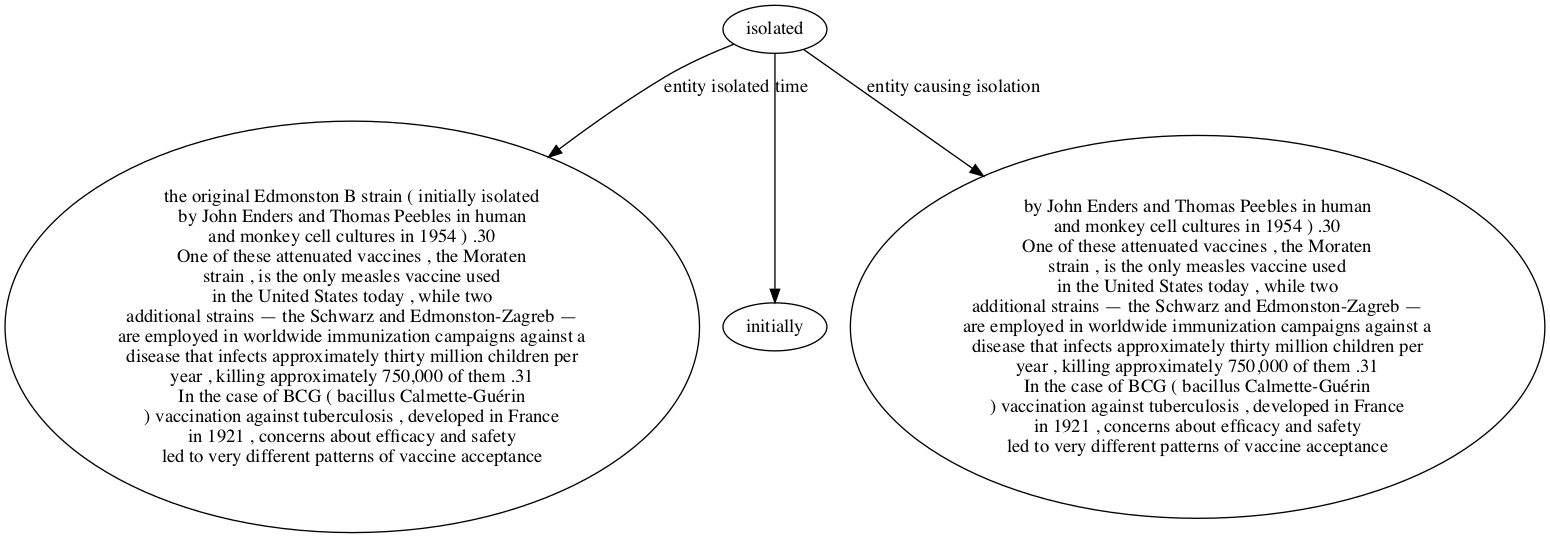 isolated
entity isolated
time
entity causing isolation
the original Edmonston B strain ( initially isolated
by John Enders and Thomas Peebles in human
and monkey cell cultures in 1954 ) .30
One of these attenuated vaccines , the Moraten
strain , is the only measles vaccine used
in the United States today , while two
additional strains — the Schwarz and Edmonston-Zagreb —
are employed in worldwide immunization campaigns against a
disease that infects approximately thirty million children per
year , killing approximately 750,000 of them .31
In the case of BCG ( bacillus Calmette-Guérin
) vaccination against tuberculosis , developed in France
in 1921 , concerns about efficacy and safety
led to very different patterns of vaccine acceptance
initially
by John Enders and Thomas Peebles in human
and monkey cell cultures in 1954 ) .30
One of these attenuated vaccines , the Moraten
strain , is the only measles vaccine used
in the United States today , while two
additional strains — the Schwarz and Edmonston-Zagreb —
are employed in worldwide immunization campaigns against a
disease that infects approximately thirty million children per
year , killing approximately 750,000 of them .31
In the case of BCG ( bacillus Calmette-Guérin
) vaccination against tuberculosis , developed in France
in 1921 , concerns about efficacy and safety
led to very different patterns of vaccine acceptance